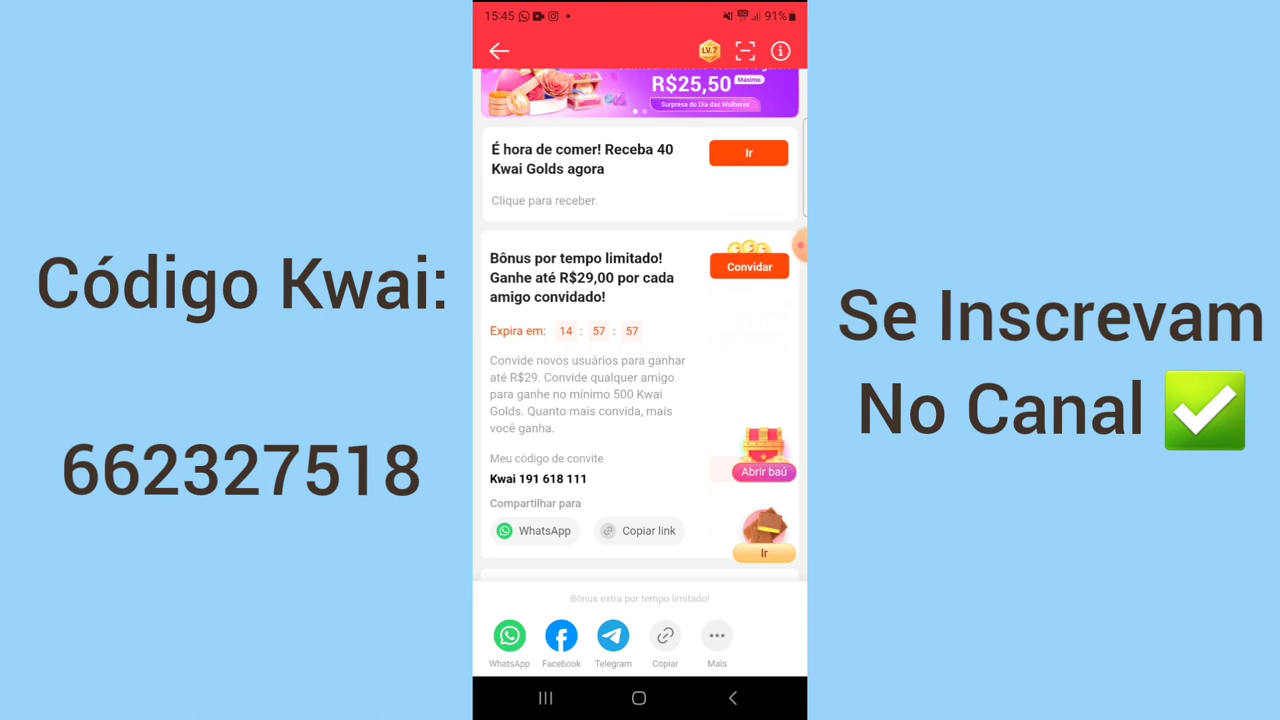 Código Kwai:
662327518
15:45
91%
LV.7
R$25,50 Máximo
Surpresa do Dia das Mulheres
É hora de comer! Receba 40
Kwai Golds agora
Ir
Clique para receber.
Bônus por tempo limitado!
Ganhe até R$29,00 por cada
amigo convidado!
Convidar
Expira em: 14 : 57 : 57
Convide novos usuários para ganhar
até R$29. Convide qualquer amigo
para ganhe no mínimo 500 Kwai
Golds. Quanto mais convida, mais
você ganha.
Abrir baú
Meu código de convite
Kwai 191 618 111
Compartilhar para
WhatsApp
Copiar link
Ir
Bônus extra por tempo limitado!
WhatsApp
Facebook
Telegram
Copiar
Mais
Se Inscrevam
No Canal